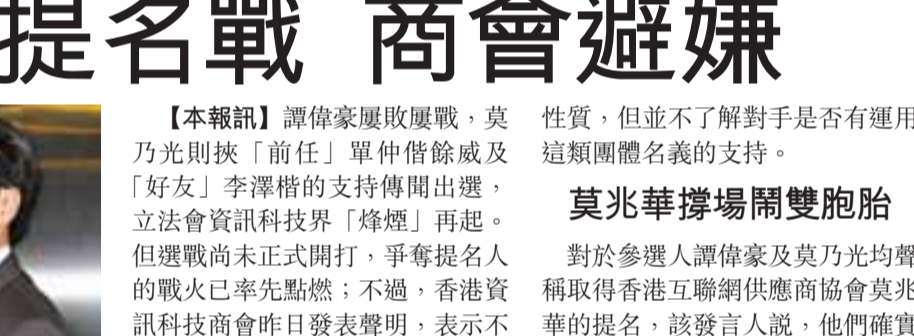 提名戰 商會避嫌
【本報訊】譚偉豪屢敗屢戰，莫
乃光則挾「前任」單仲偕餘威及
「好友」李澤楷的支持傳聞出選，
立法會資訊科技界「烽煙」再起。
但選戰尚未正式開打，爭奪提名人
的戰火已率先點燃；不過，香港資
訊科技商會昨日發表聲明，表示不
性質，但並不了解對手是否有運用
這類團體名義的支持。
莫兆華撐場鬧雙胞胎
對於參選人譚偉豪及莫乃光均聲
稱取得香港互聯網供應商協會莫兆
華的提名，該發言人説，他們確實